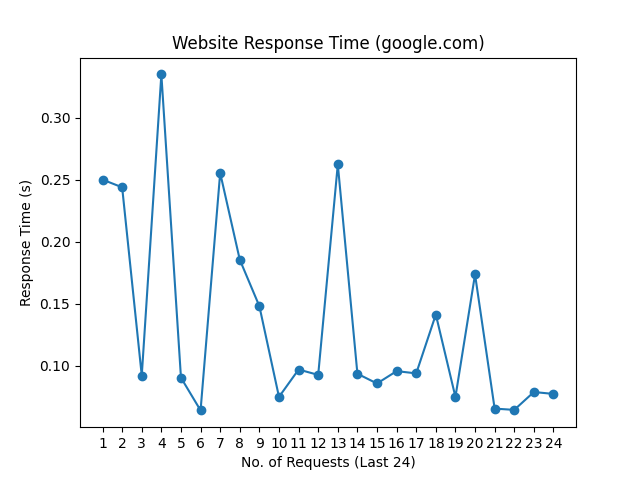 Website Response Time (google.com)
0.30
0.25
0.20
0.15
0.10
Response Time (s)
1 2 3 4 5 6 7 8 9 10 11 12 13 14 15 16 17 18 19 20 21 22 23 24
No. of Requests (Last 24)